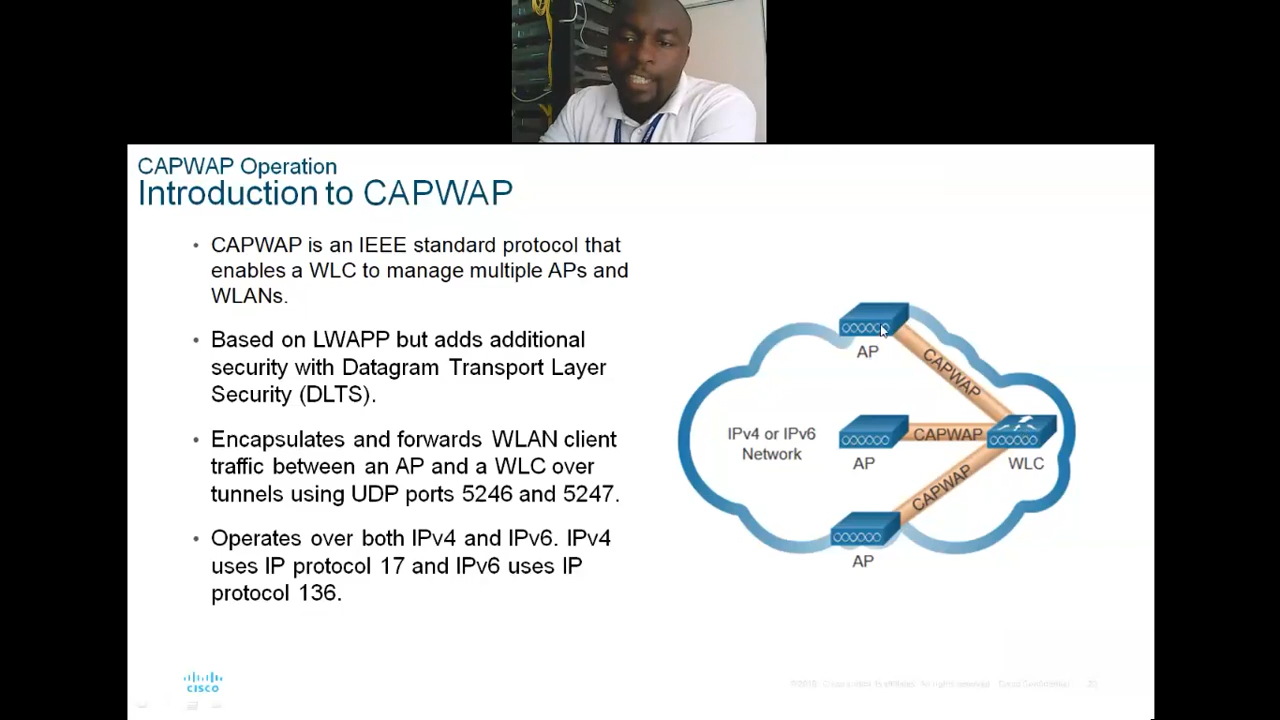 CAPWAP Operation
Introduction to CAPWAP
• CAPWAP is an IEEE standard protocol that
enables a WLC to manage multiple APs and
WLANs.
• Based on LWAPP but adds additional
security with Datagram Transport Layer
Security (DLTS).
• Encapsulates and forwards WLAN client
traffic between an AP and a WLC over
tunnels using UDP ports 5246 and 5247.
• Operates over both IPv4 and IPv6. IPv4
uses IP protocol 17 and IPv6 uses IP
protocol 136.
AP
CAPWAP
IPv4 or IPv6
Network
AP
CAPWAP
WLC
CAPWAP
AP
CISCO